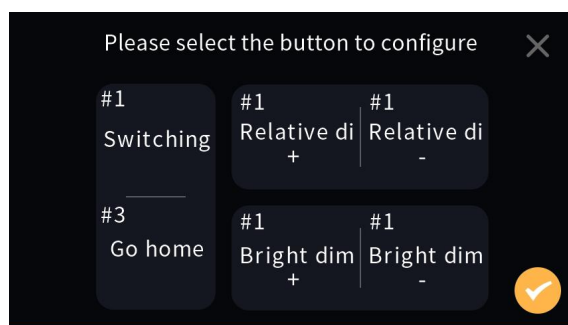 Please select the button to configure
#1
Switching
#3
Go home
#1
Relative di
+
#1
Relative di
-
#1
Bright dim
+
#1
Bright dim
-